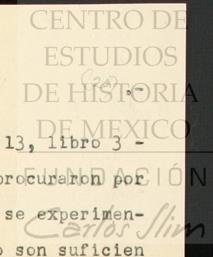 CENTRO DE
ESTUDIOS
(20) .-
DE HISTORIA
DE MEXICO
13, libro 3 -
procuraron por
FUNDACIÓN
se experimen-
Carlos Slim
son suficien